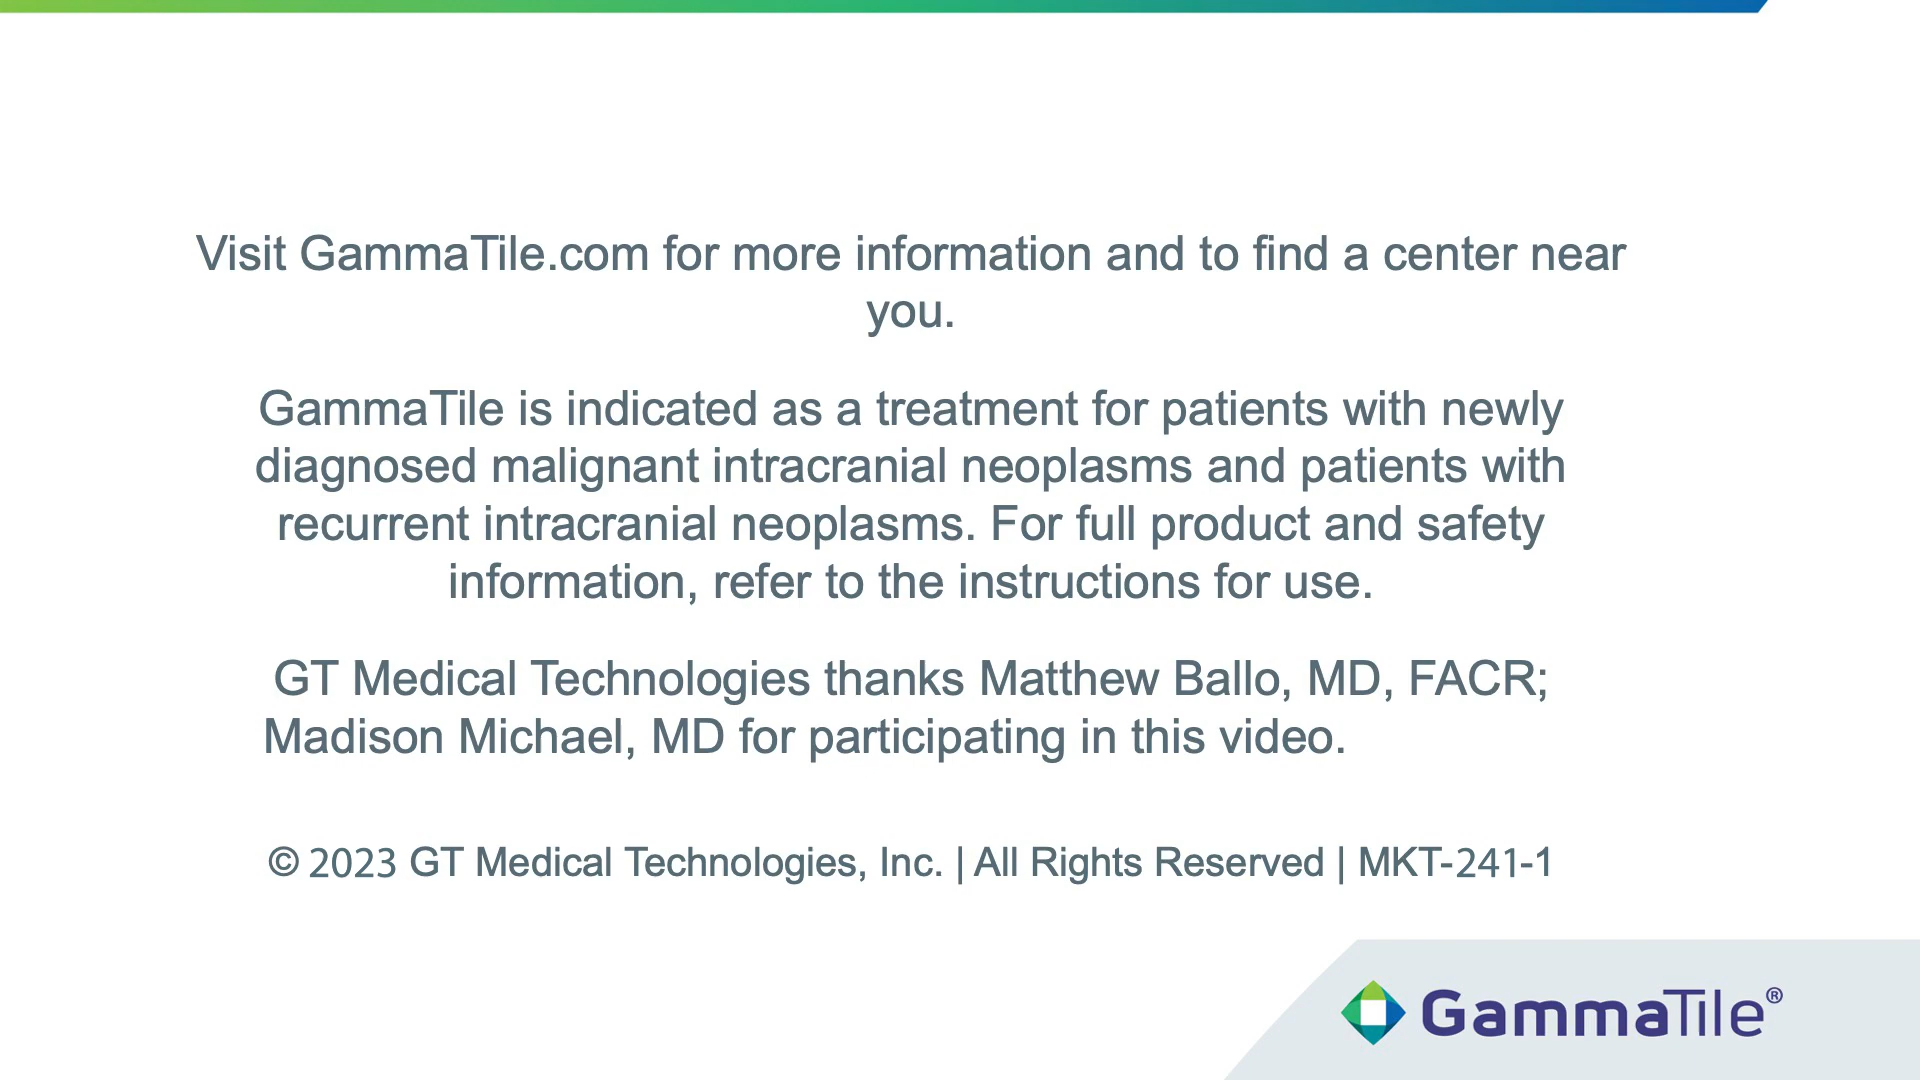 Visit GammaTile.com for more information and to find a center near
you.
GammaTile is indicated as a treatment for patients with newly
diagnosed malignant intracranial neoplasms and patients with
recurrent intracranial neoplasms. For full product and safety
information, refer to the instructions for use.
GT Medical Technologies thanks Matthew Ballo, MD, FACR;
Madison Michael, MD for participating in this video.
© 2023 GT Medical Technologies, Inc. | All Rights Reserved | MKT-241-1
GammaTile®